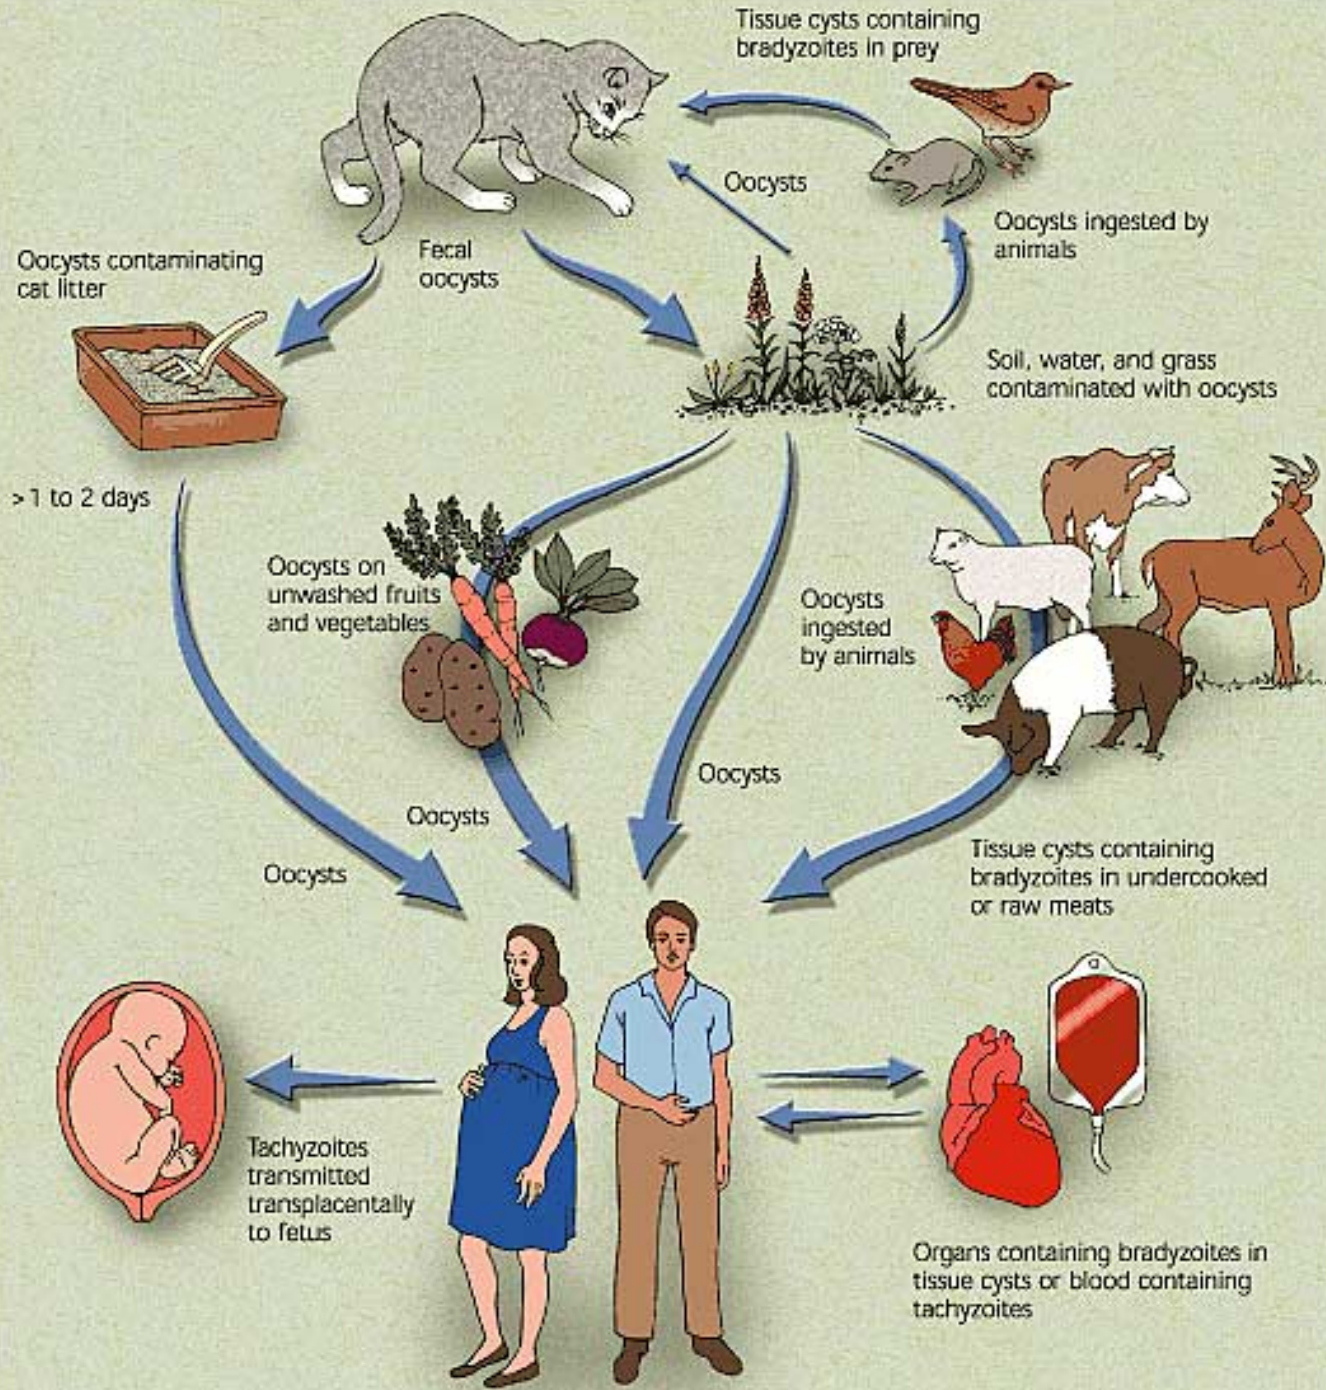 Tissue cysts containing
bradyzoites in prey
Oocysts
Oocysts ingested by
animals
Fecal
oocysts
Oocysts contaminating
cat litter
Soil, water, and grass
contaminated with oocysts
>1 to 2 days
Oocysts on
unwashed fruits
and vegetables
Oocysts
ingested
by animals
Oocysts
Oocysts
Oocysts
Tissue cysts containing
bradyzoites in undercooked
or raw meats
Tachyzoites
transmitted
transplacentally
to fetus
Organs containing bradyzoites in
tissue cysts or blood containing
tachyzoites